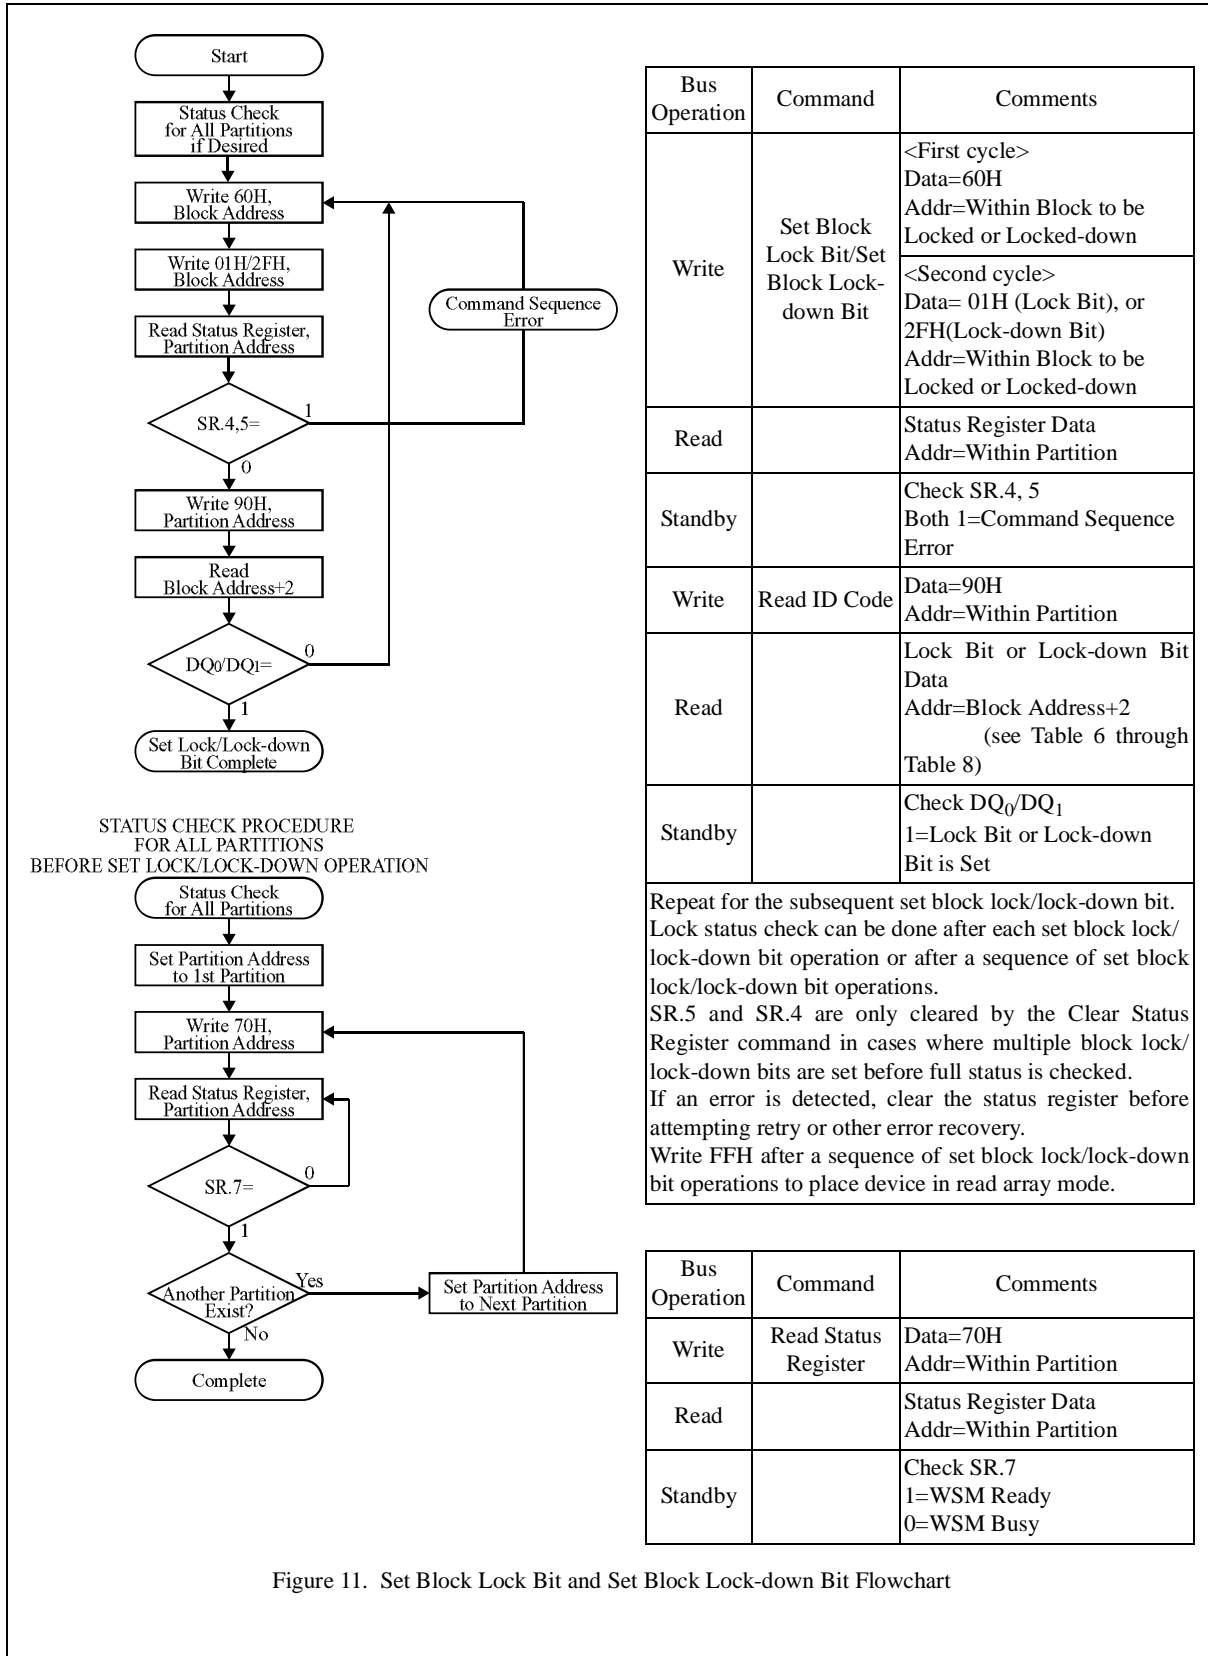 Start
Status Check
for All Partitions
if Desired
Write 60H,
Block Address
Write 01H/2FH,
Block Address
Read Status Register,
Partition Address
Command Sequence
Error
SR.4,5=
1
0
Write 90H,
Partition Address
Read
Block Address+2
DQ0/DQ1=
0
1
Set Lock/Lock-down
Bit Complete
STATUS CHECK PROCEDURE
FOR ALL PARTITIONS
BEFORE SET LOCK/LOCK-DOWN OPERATION
Status Check
for All Partitions
Set Partition Address
to 1st Partition
Write 70H,
Partition Address
Read Status Register,
Partition Address
SR.7=
0
1
Another Partition
Exist?
Yes
No
Set Partition Address
to Next Partition
Complete
Bus
Operation
Command
Comments
Write
Set Block
Lock Bit/Set
Block Lock-
down Bit
<First cycle>
Data=60H
Addr=Within Block to be
Locked or Locked-down
<Second cycle>
Data= 01H (Lock Bit), or
2FH(Lock-down Bit)
Addr=Within Block to be
Locked or Locked-down
Read
Status Register Data
Addr=Within Partition
Standby
Check SR.4, 5
Both 1=Command Sequence
Error
Write
Read ID Code
Data=90H
Addr=Within Partition
Read
Lock Bit or Lock-down Bit
Data
Addr=Block Address+2
(see Table 6 through
Table 8)
Standby
Check DQ0/DQ1
1=Lock Bit or Lock-down
Bit is Set
Repeat for the subsequent set block lock/lock-down bit.
Lock status check can be done after each set block lock/
lock-down bit operation or after a sequence of set block
lock/lock-down bit operations.
SR.5 and SR.4 are only cleared by the Clear Status
Register command in cases where multiple block lock/
lock-down bits are set before full status is checked.
If an error is detected, clear the status register before
attempting retry or other error recovery.
Write FFH after a sequence of set block lock/lock-down
bit operations to place device in read array mode.
Bus
Operation
Command
Comments
Write
Read Status
Register
Data=70H
Addr=Within Partition
Read
Status Register Data
Addr=Within Partition
Standby
Check SR.7
1=WSM Ready
0=WSM Busy
Figure 11. Set Block Lock Bit and Set Block Lock-down Bit Flowchart